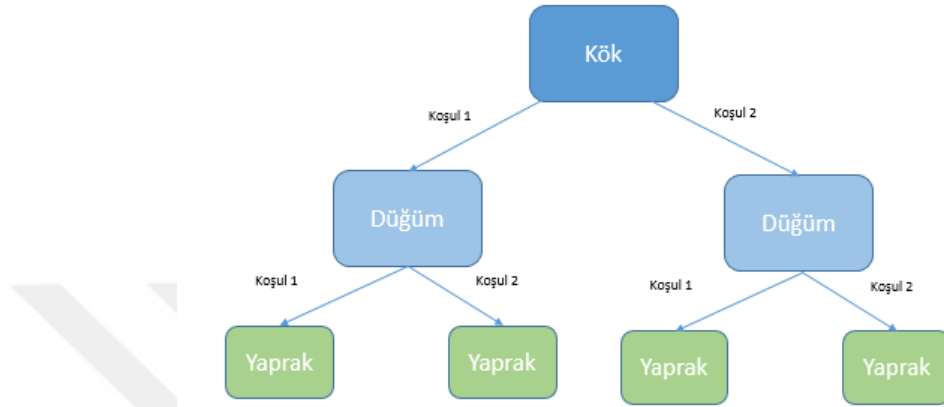 Kök
Koşul 1
Koşul 2
Düğüm
Düğüm
Koşul 1
Koşul 2
Koşul 1
Koşul 2
Yaprak
Yaprak
Yaprak
Yaprak